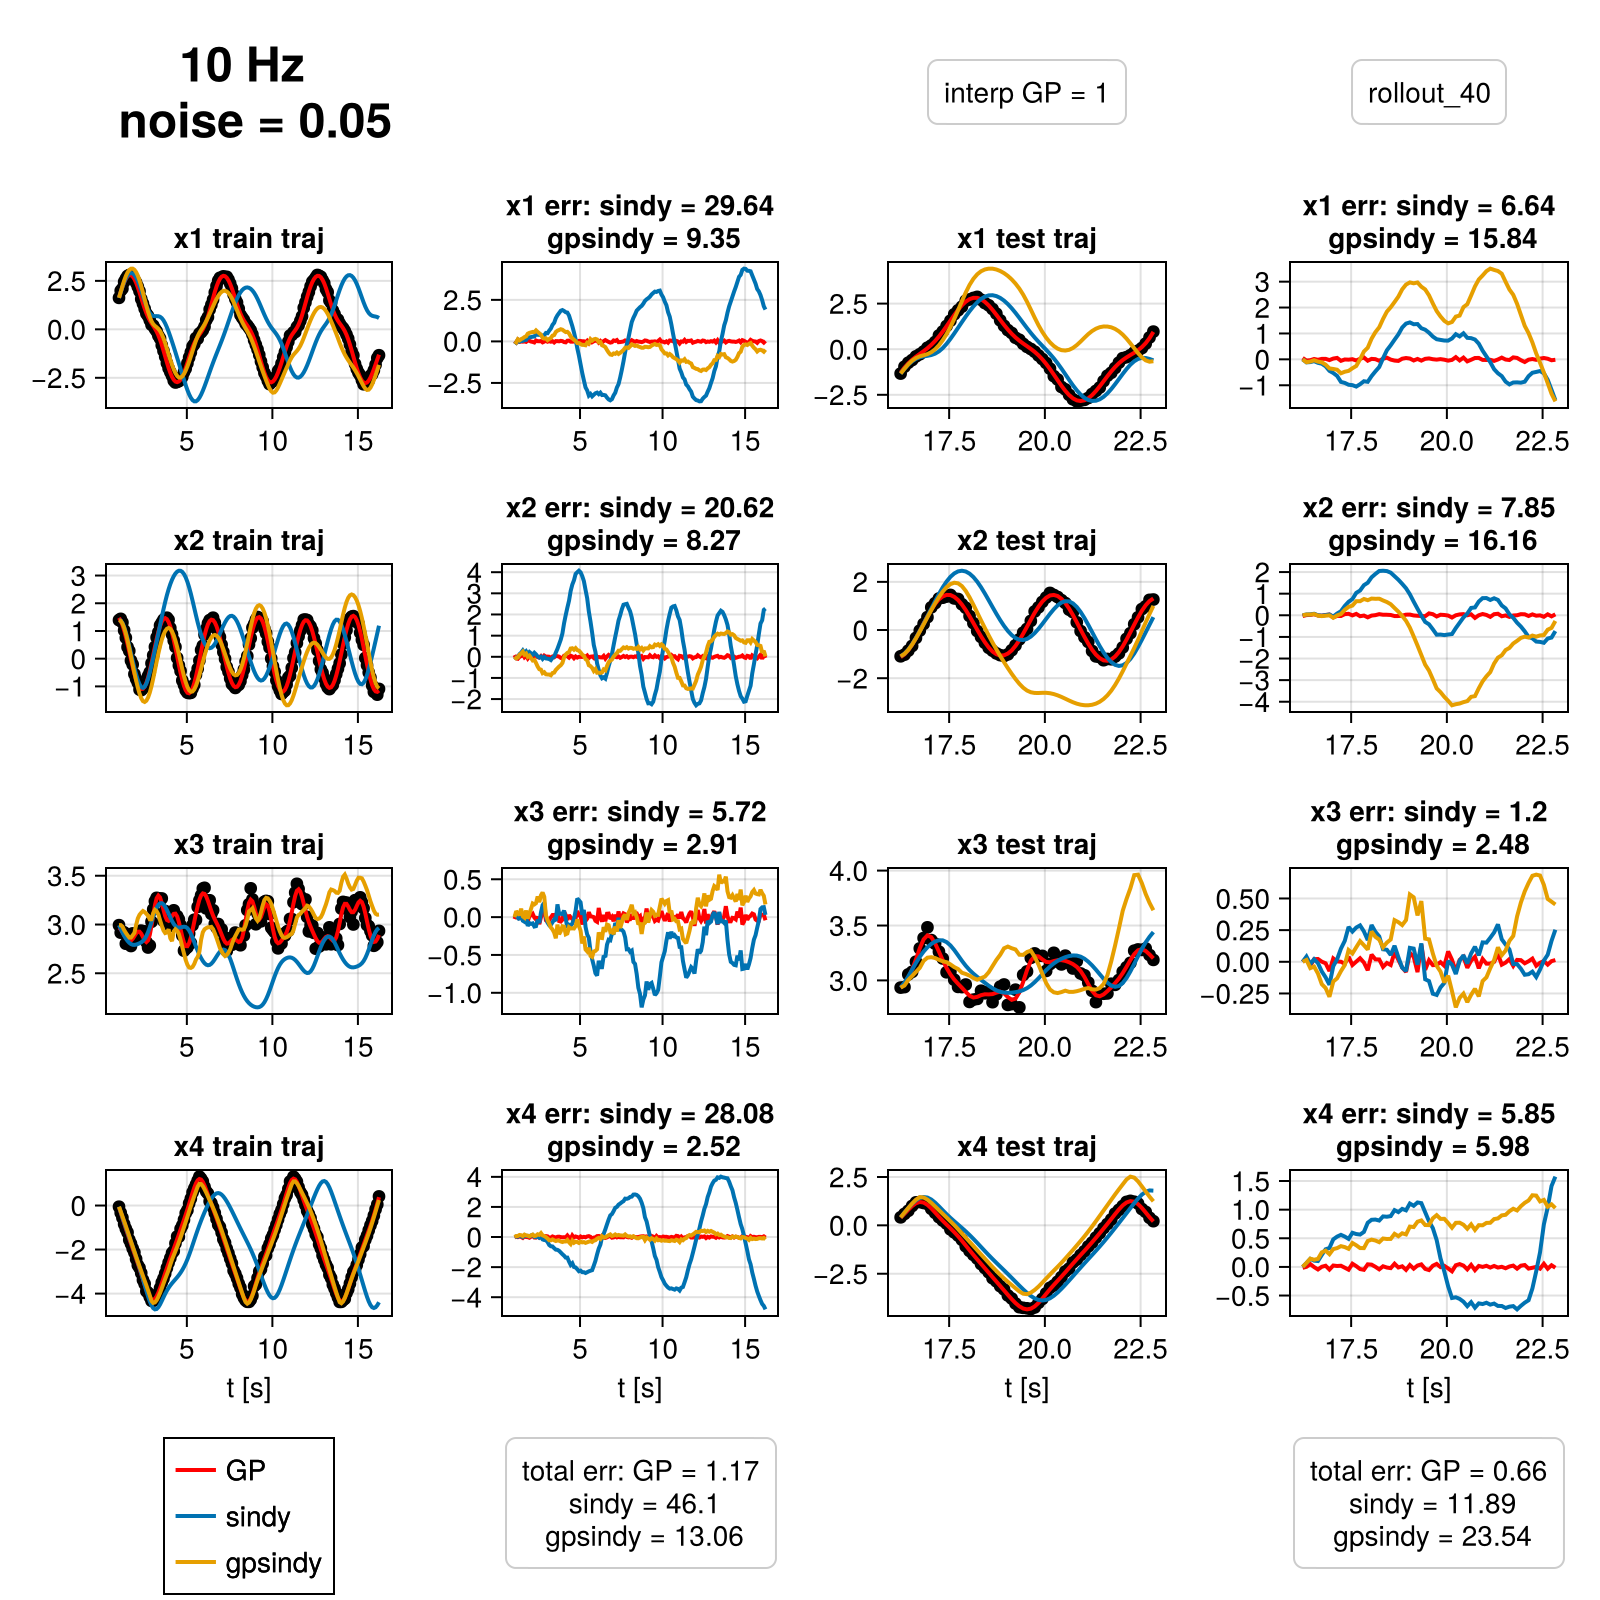 10 Hz
noise = 0.05
interp GP = 1
rollout_40
x1 train traj
2.5
0.0
−2.5
5
10
15
x1 err: sindy = 29.64
gpsindy = 9.35
2.5
0.0
−2.5
5
10
15
x1 test traj
2.5
0.0
−2.5
17.5
20.0
22.5
x1 err: sindy = 6.64
gpsindy = 15.84
3
2
1
0
−1
17.5
20.0
22.5
x2 train traj
3
2
1
0
−1
5
10
15
x2 err: sindy = 20.62
gpsindy = 8.27
4
3
2
1
0
−1
−2
5
10
15
x2 test traj
2
0
−2
17.5
20.0
22.5
x2 err: sindy = 7.85
gpsindy = 16.16
2
1
0
−1
−2
−3
−4
17.5
20.0
22.5
x3 train traj
3.5
3.0
2.5
5
10
15
x3 err: sindy = 5.72
gpsindy = 2.91
0.5
0.0
−0.5
−1.0
5
10
15
x3 test traj
4.0
3.5
3.0
17.5
20.0
22.5
x3 err: sindy = 1.2
gpsindy = 2.48
0.50
0.25
0.00
−0.25
17.5
20.0
22.5
x4 train traj
0
−2
−4
5
10
15
t [s]
x4 err: sindy = 28.08
gpsindy = 2.52
4
2
0
−2
−4
5
10
15
t [s]
x4 test traj
2.5
0.0
−2.5
17.5
20.0
22.5
t [s]
x4 err: sindy = 5.85
gpsindy = 5.98
1.5
1.0
0.5
0.0
−0.5
17.5
20.0
22.5
t [s]
GP
sindy
gpsindy
total err: GP = 1.17
sindy = 46.1
gpsindy = 13.06
total err: GP = 0.66
sindy = 11.89
gpsindy = 23.54